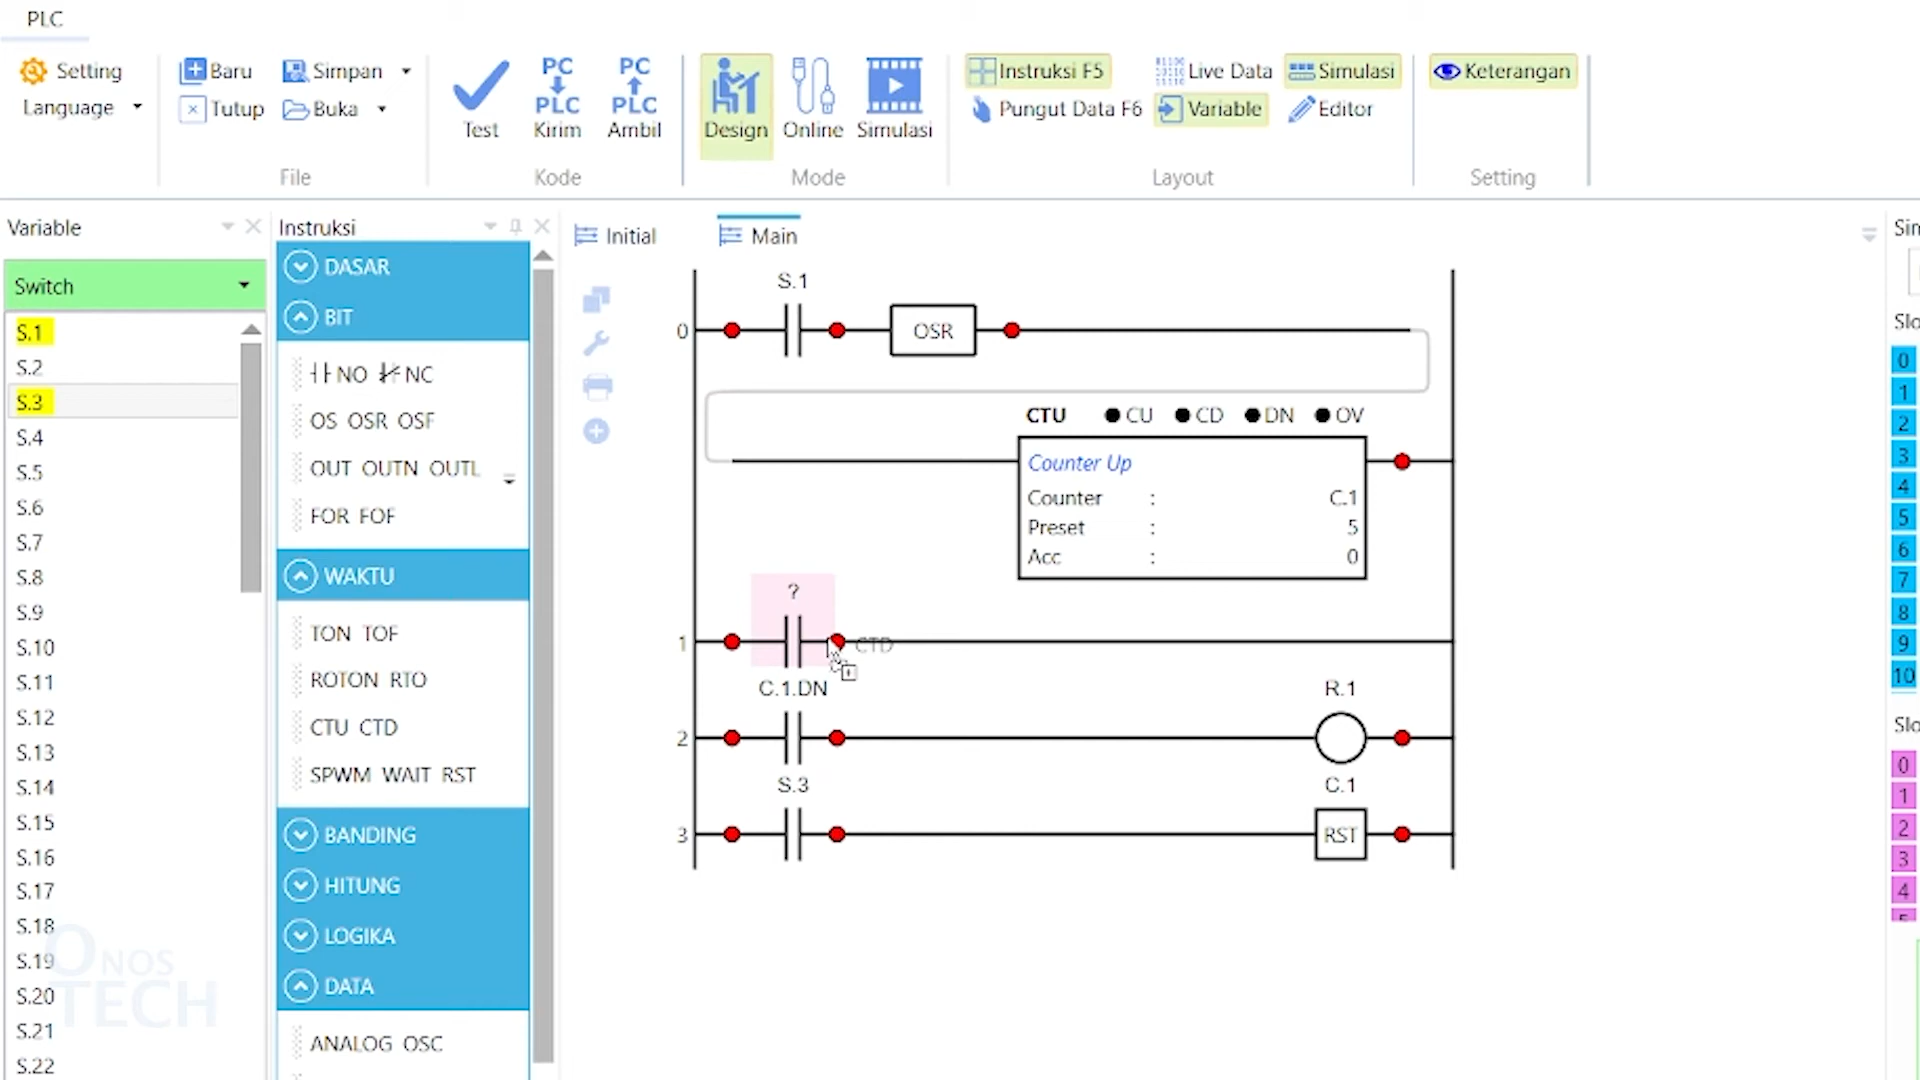 PLC
Setting
Language
Baru
Simpan
Tutup
Buka
File
Test
PC
PLC
Kirim
PC
PLC
Ambil
Kode
Design
Online
Simulasi
Mode
Instruksi F5
Live Data
Simulasi
Pungut Data F6
Variable
Editor
Layout
Keterangan
Setting
Variable
Switch
S.1
S.2
S.3
S.4
S.5
S.6
S.7
S.8
S.9
S.10
S.11
S.12
S.13
S.14
S.15
S.16
S.17
S.18
S.19
S.20
S.21
S.22
ONOS
TECH
Instruksi
DASAR
BIT
NO NC
OS OSR OSF
OUT OUTN OUTL
FOR FOF
WAKTU
TON TOF
ROTON RTO
CTU CTD
SPWM WAIT RST
BANDING
HITUNG
LOGIKA
DATA
ANALOG OSC
Initial
Main
S.1
0
OSR
CTU CU CD DN OV
Counter Up
Counter : C.1
Preset : 5
Acc : 0
?
1
CTD
C.1.DN
R.1
2
S.3
C.1
3
RST
Sim
Slo
0
1
2
3
4
5
6
7
8
9
10
Slo
0
1
2
3
4
5